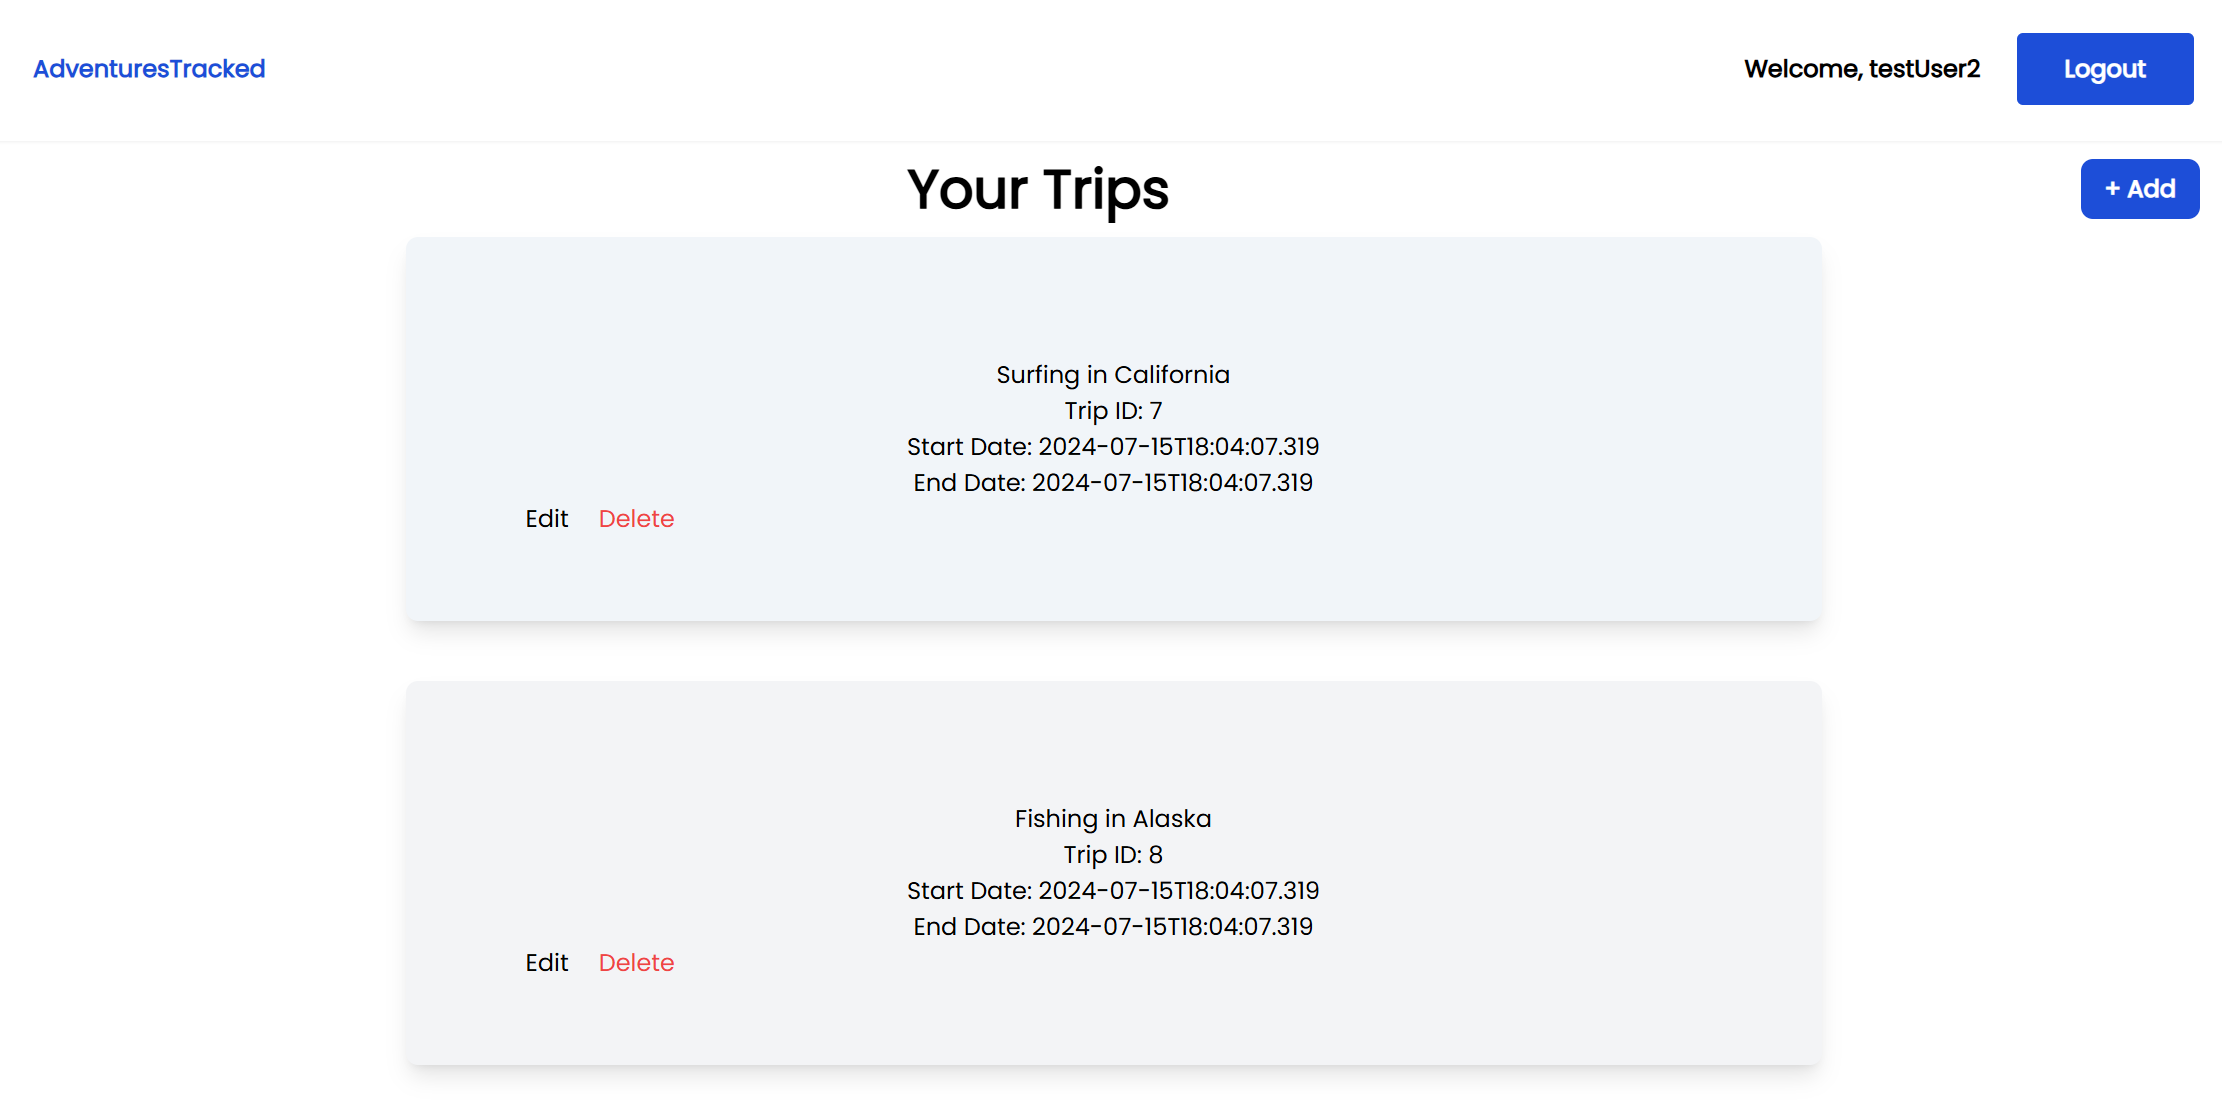 AdventuresTracked
Welcome, testUser2
Logout
Your Trips
+ Add
Surfing in California
Trip ID: 7
Start Date: 2024-07-15T18:04:07.319
End Date: 2024-07-15T18:04:07.319
Edit Delete
Fishing in Alaska
Trip ID: 8
Start Date: 2024-07-15T18:04:07.319
End Date: 2024-07-15T18:04:07.319
Edit Delete